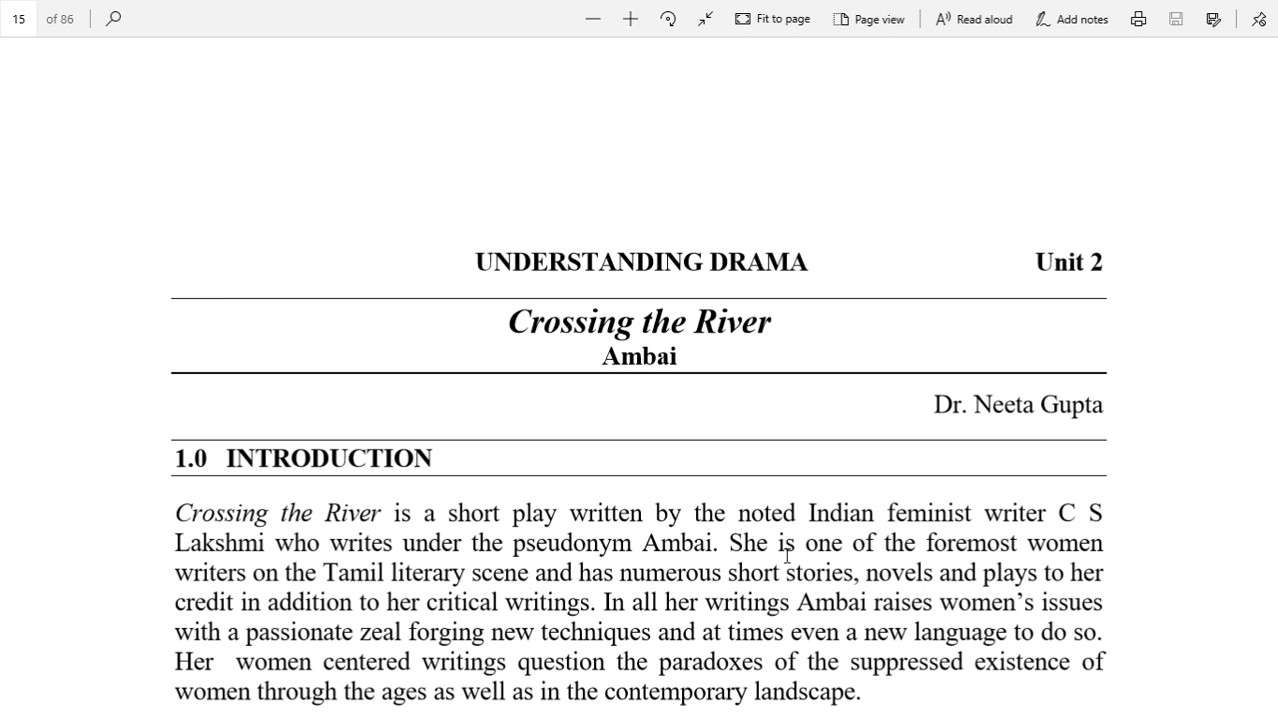 15 of 86 Fit to page Page view Read aloud Add notes
UNDERSTANDING DRAMA Unit 2
Crossing the River
Ambai
Dr. Neeta Gupta
1.0 INTRODUCTION
Crossing the River is a short play written by the noted Indian feminist writer C S
Lakshmi who writes under the pseudonym Ambai. She is one of the foremost women
writers on the Tamil literary scene and has numerous short stories, novels and plays to her
credit in addition to her critical writings. In all her writings Ambai raises women’s issues
with a passionate zeal forging new techniques and at times even a new language to do so.
Her women centered writings question the paradoxes of the suppressed existence of
women through the ages as well as in the contemporary landscape.